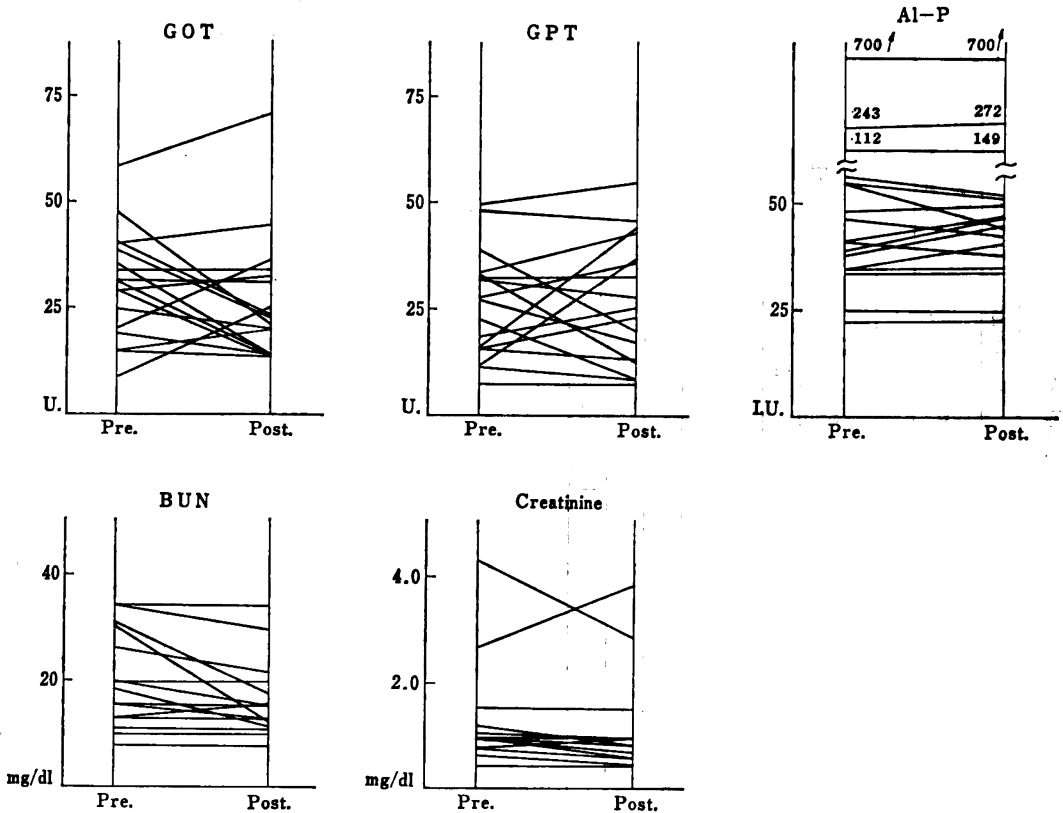 GOT
75
50
25
U.
Pre. Post.
GPT
75
50
25
U.
Pre. Post.
Al-P
700 700
243 272
112 149
50
25
I.U.
Pre. Post.
BUN
40
20
mg/dl
Pre. Post.
Creatinine
4.0
2.0
mg/dl
Pre. Post.